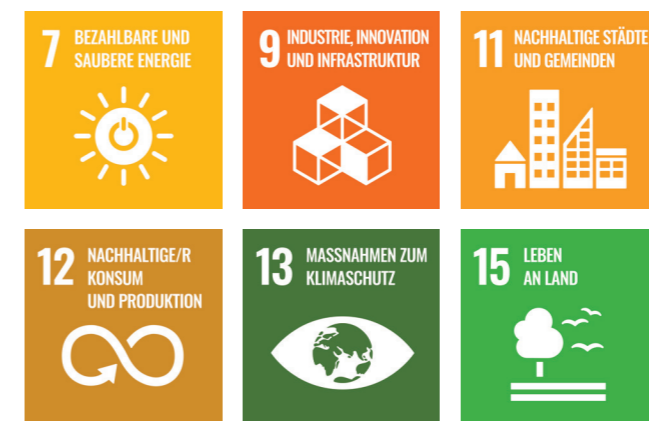 7 BEZAHLBARE UND
SAUBERE ENERGIE
9 INDUSTRIE, INNOVATION
UND INFRASTRUKTUR
11 NACHHALTIGE STÄDTE
UND GEMEINDEN
12 NACHHALTIGE/R
KONSUM
UND PRODUKTION
13 MASSNAHMEN ZUM
KLIMASCHUTZ
15 LEBEN
AN LAND